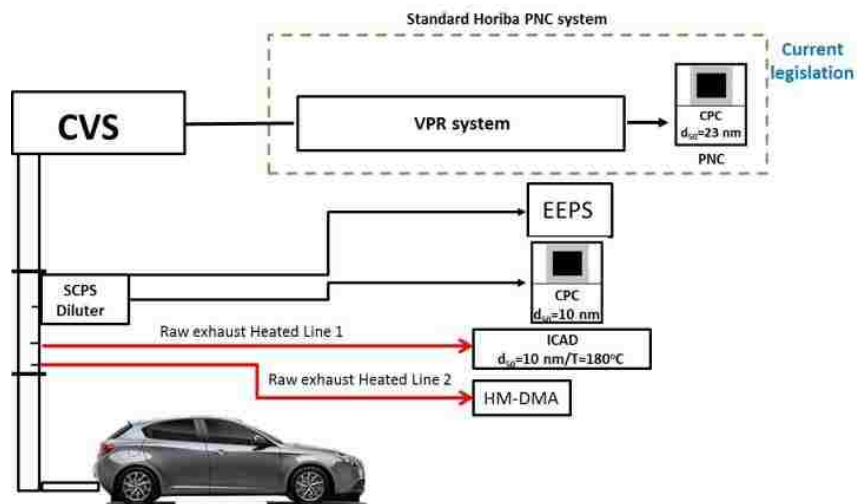 Standard Horiba PNC system
Current
legislation
CVS
VPR system
CPC
d₅₀=23 nm
PNC
EEPS
SCPS
Diluter
CPC
d₅₀=10 nm
Raw exhaust Heated Line 1
ICAD
d₅₀=10 nm/T=180°C
Raw exhaust Heated Line 2
HM-DMA